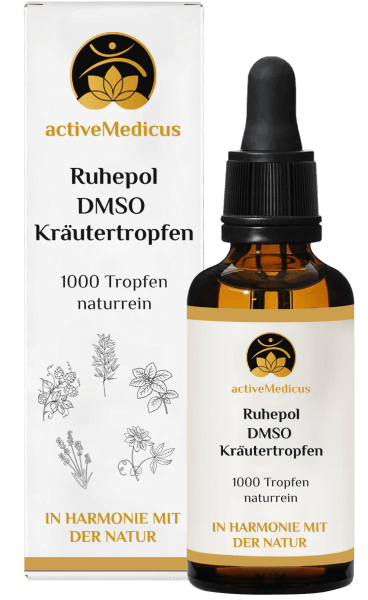 activeMedicus
Ruhepol
DMSO
Kräutertropfen
1000 Tropfen
naturrein
IN HARMONIE MIT
DER NATUR
activeMedicus
Ruhepol
DMSO
Kräutertropfen
1000 Tropfen
naturrein
IN HARMONIE MIT
DER NATUR